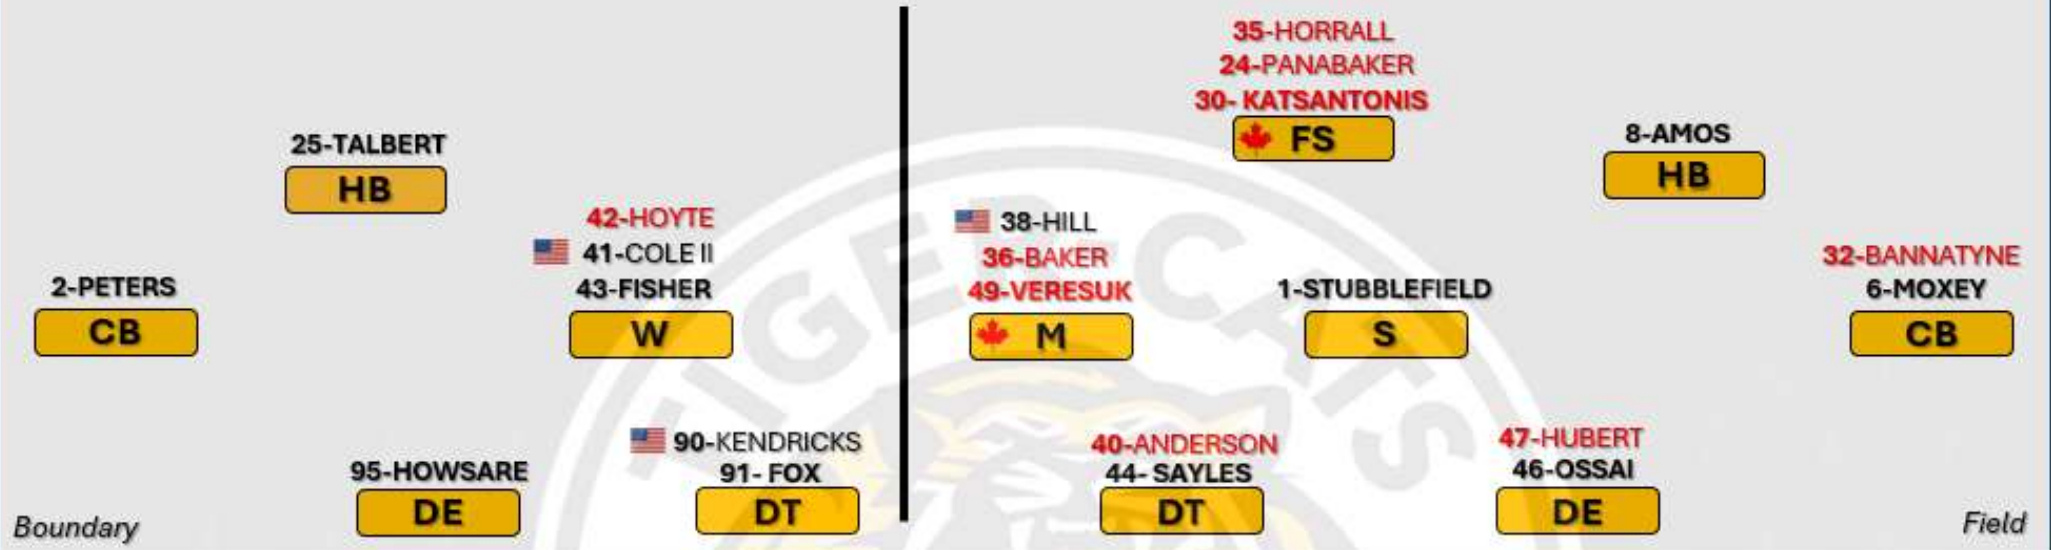 35-HORRALL
24-PANABAKER
30- KATSANTONIS
FS
25-TALBERT
HB
8-AMOS
HB
42-HOYTE
41-COLE II
43-FISHER
W
38-HILL
36-BAKER
49-VERESUK
M
1-STUBBLEFIELD
S
2-PETERS
CB
32-BANNATYNE
6-MOXEY
CB
95-HOWSARE
DE
90-KENDRICKS
91- FOX
DT
40-ANDERSON
44- SAYLES
DT
47-HUBERT
46-OSSAI
DE
Boundary
Field
TIGER-CATS